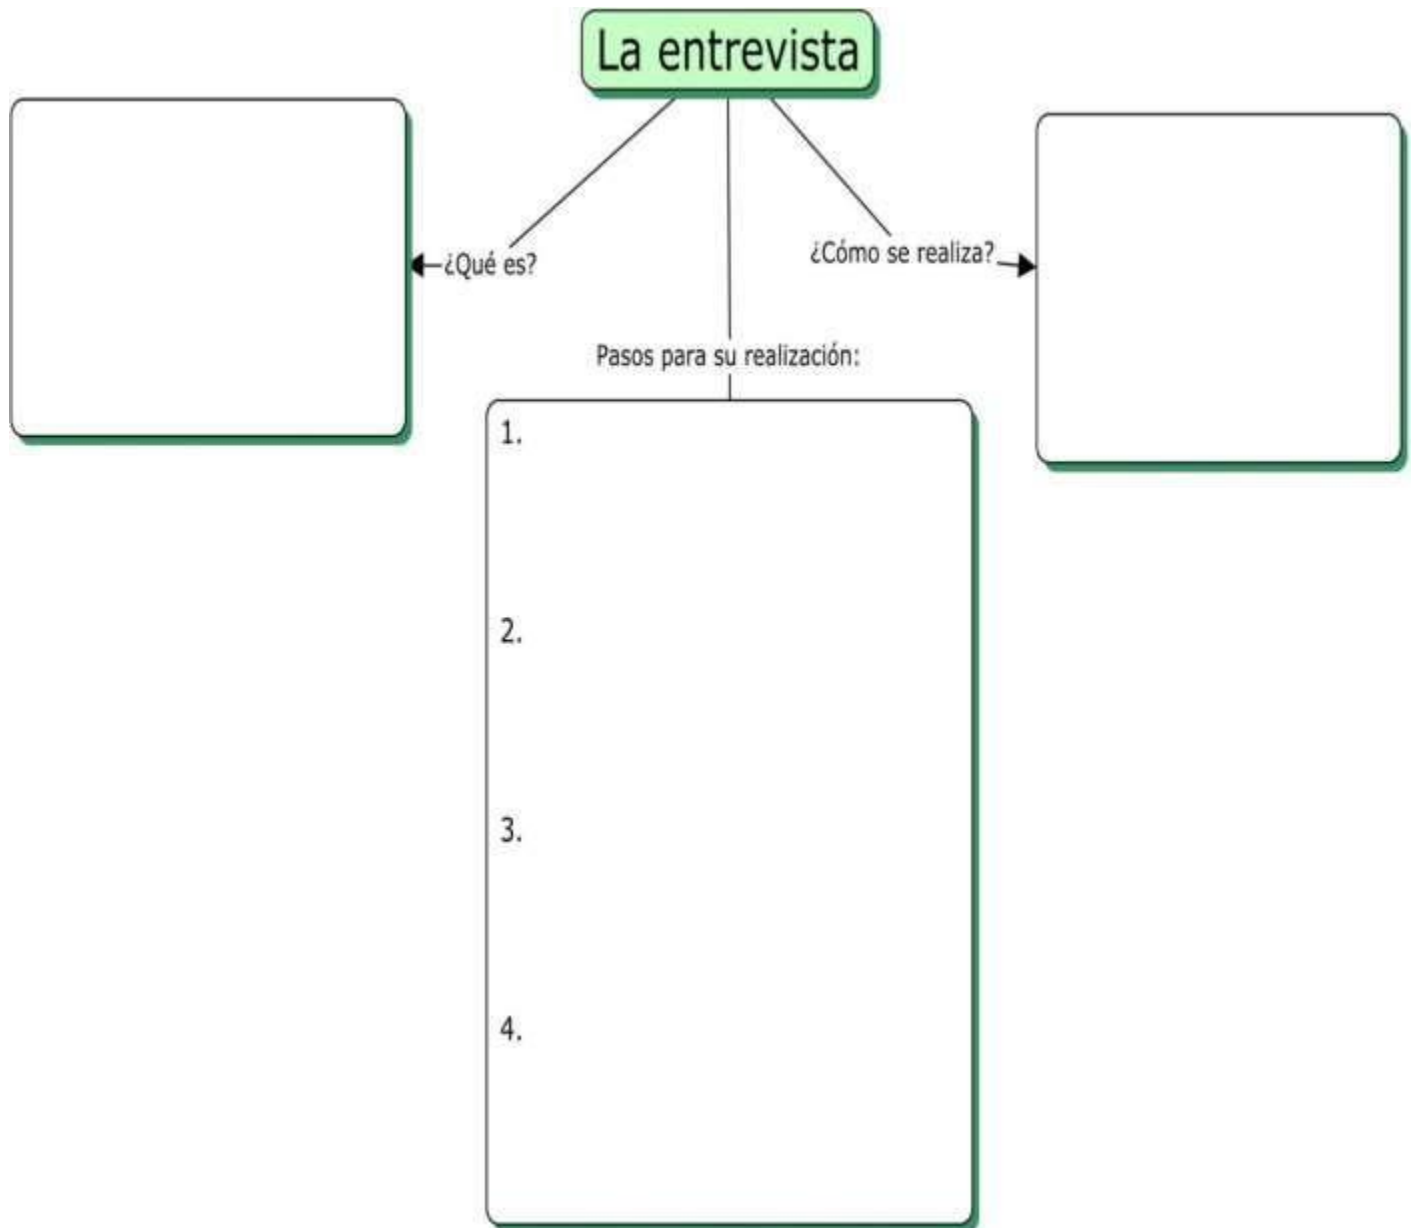 La entrevista
¿Qué es?
¿Cómo se realiza?
Pasos para su realización:
1.
2.
3.
4.